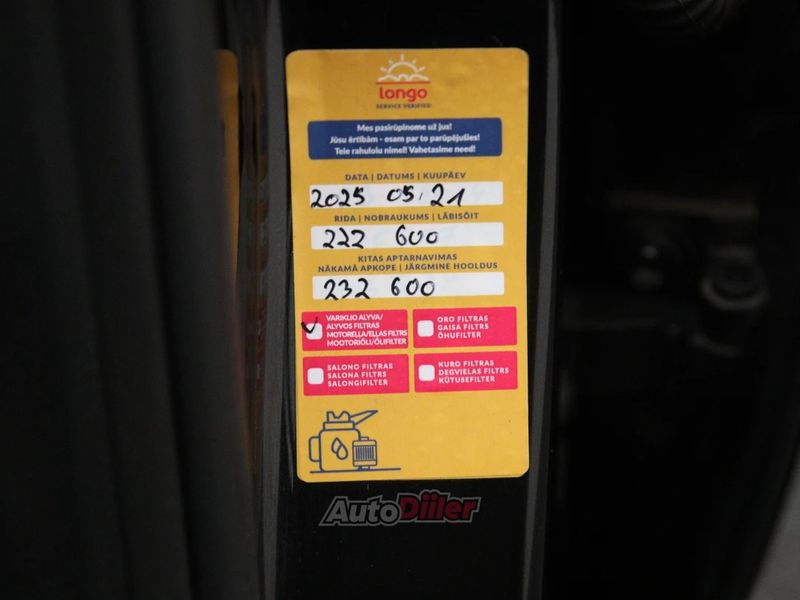 longo
SERVICE VERIFIED
Mes pasirūpinome už jus!
Jūsu ērtībām - esam par to parūpējušies!
Teie rahulolu nimel! Vahetasime need!
DATA | DATUMS | KUUPÄEV
2025 05.21
RIDA | NOBRAUKUMS | LÄBISÕIT
222 600
KITAS APTARNAVIMAS
NĀKAMĀ APKOPE | JÄRGMINE HOOLDUS
232 600
VARIKLIO ALYVA/
ALYVOS FILTRAS
MOTOREĻĻA/EĻĻAS FILTRS
MOOTORIÕLI/ÕLIFILTER
ORO FILTRAS
GAISA FILTRS
ÕHUFILTER
SALONO FILTRAS
SALONA FILTRS
SALONGIFILTER
KURO FILTRAS
DEGVIELAS FILTRS
KÜTUSEFILTER
AutoDiiler